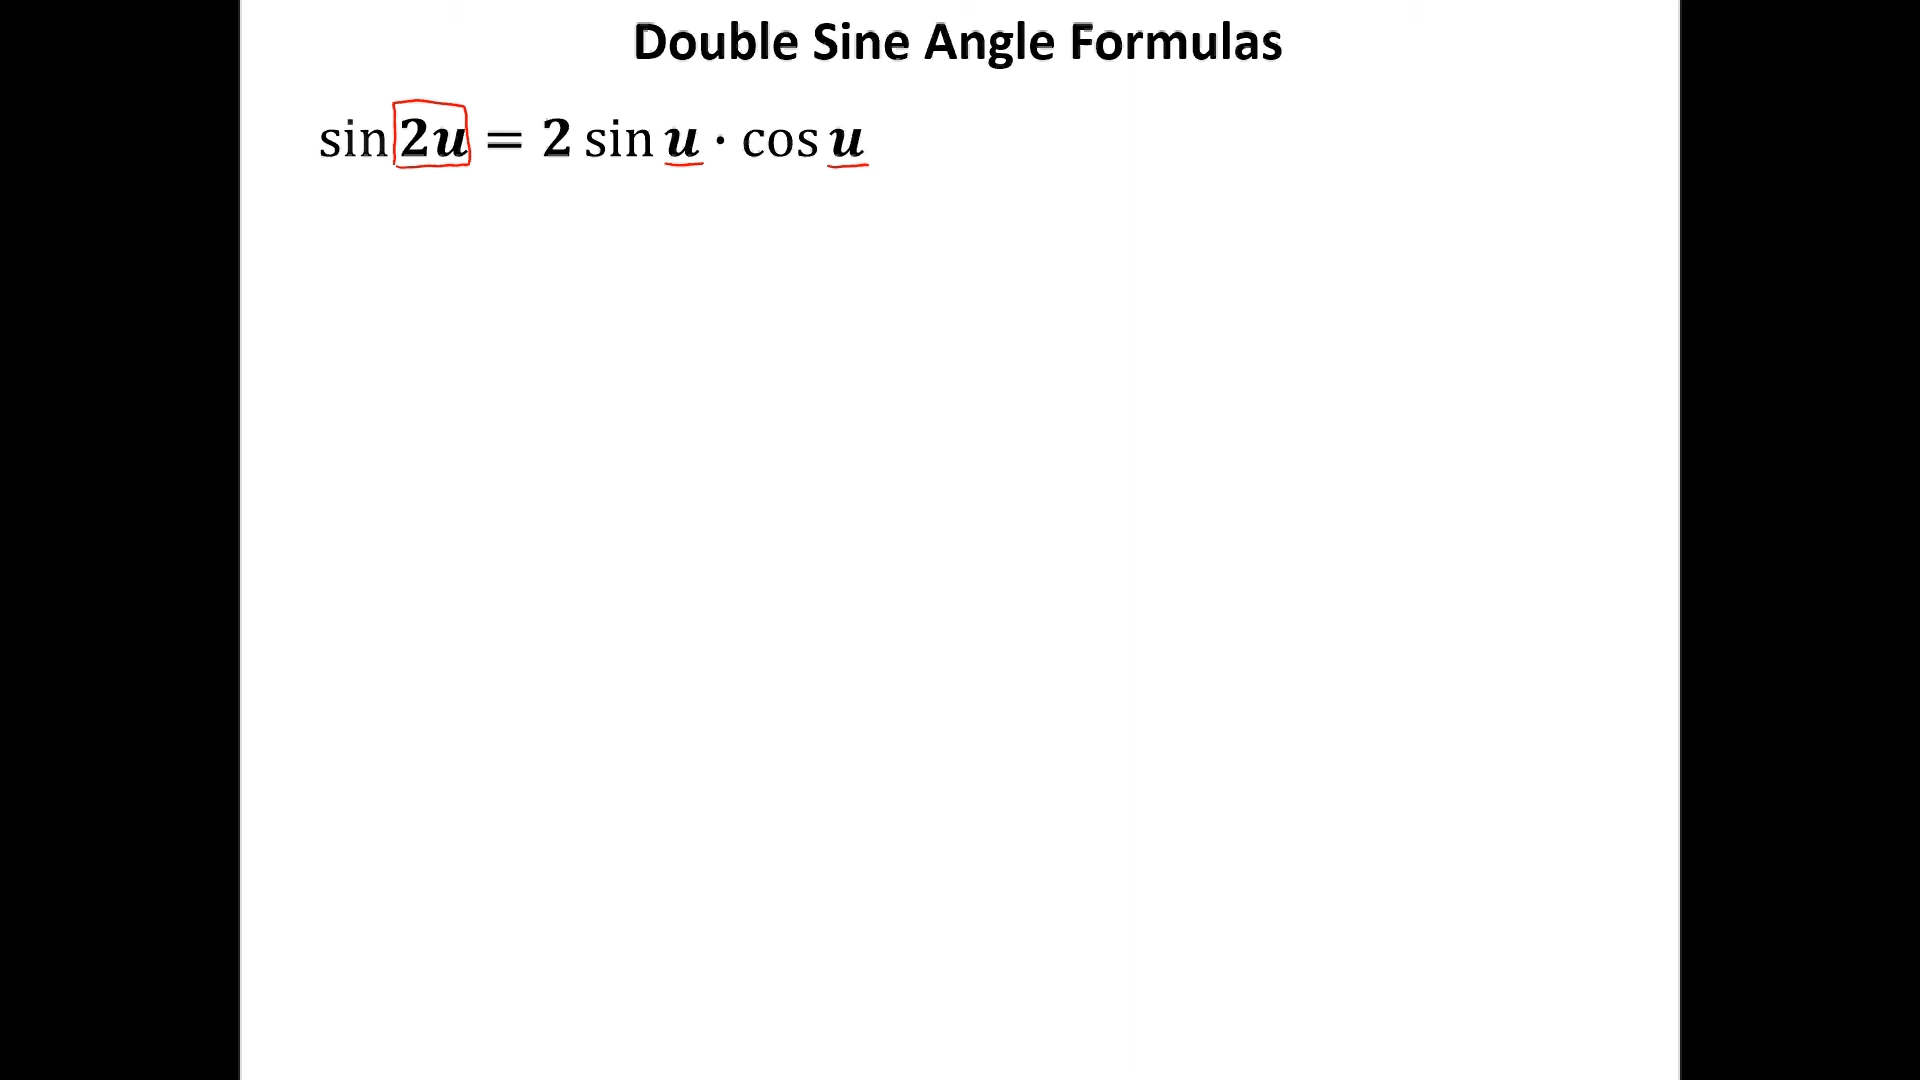 Double Sine Angle Formulas
sin 2u = 2 sin u · cos u